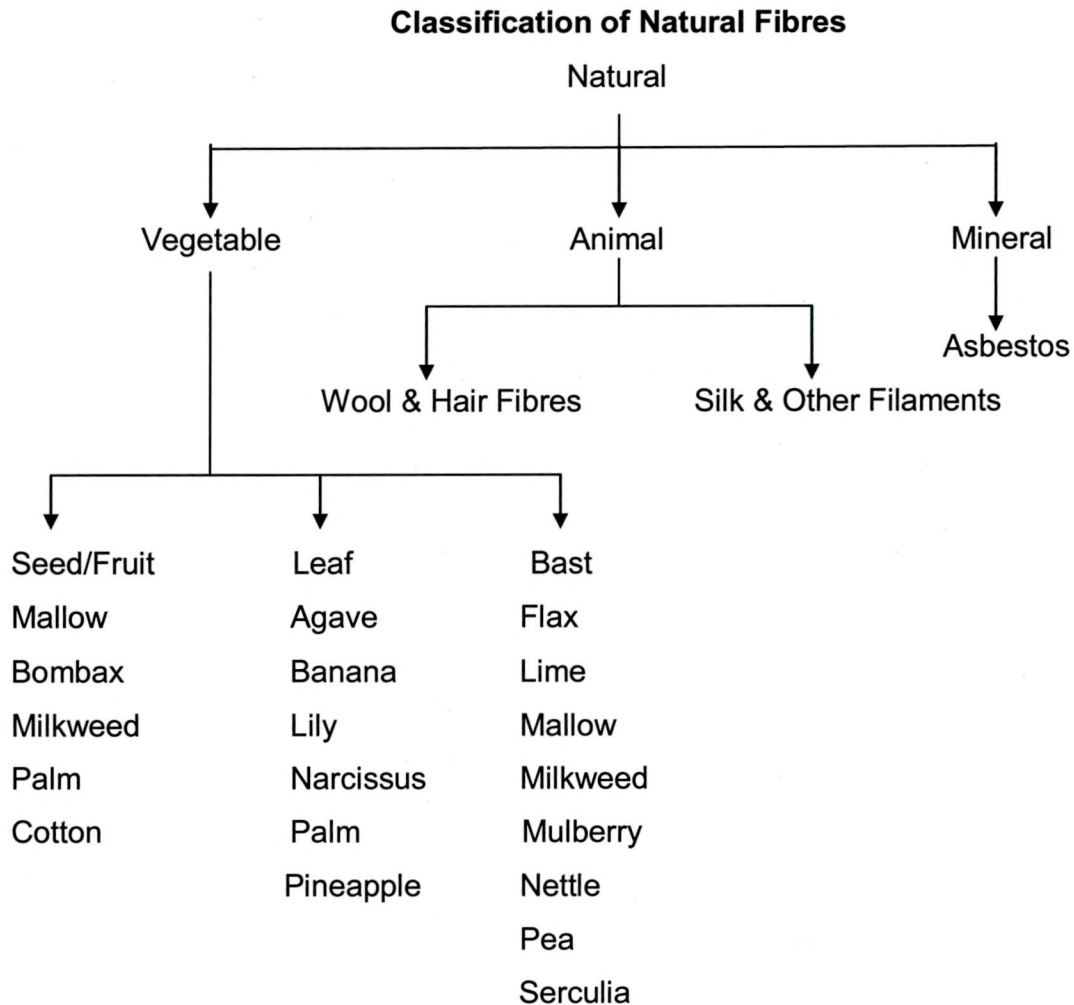 Classification of Natural Fibres
Natural
Vegetable Animal Mineral
Asbestos
Wool & Hair Fibres Silk & Other Filaments
Seed/Fruit Leaf Bast
Mallow Agave Flax
Bombax Banana Lime
Milkweed Lily Mallow
Palm Narcissus Milkweed
Cotton Palm Mulberry
Pineapple Nettle
Pea
Serculia